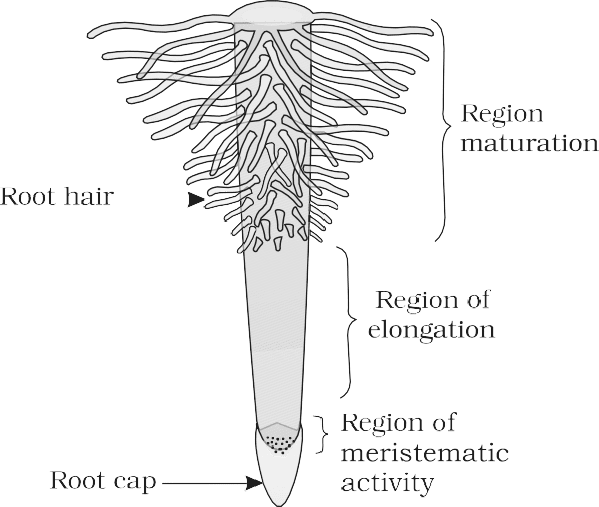 Region
maturation
Root hair
Region of
elongation
Region of
meristematic
activity
Root cap